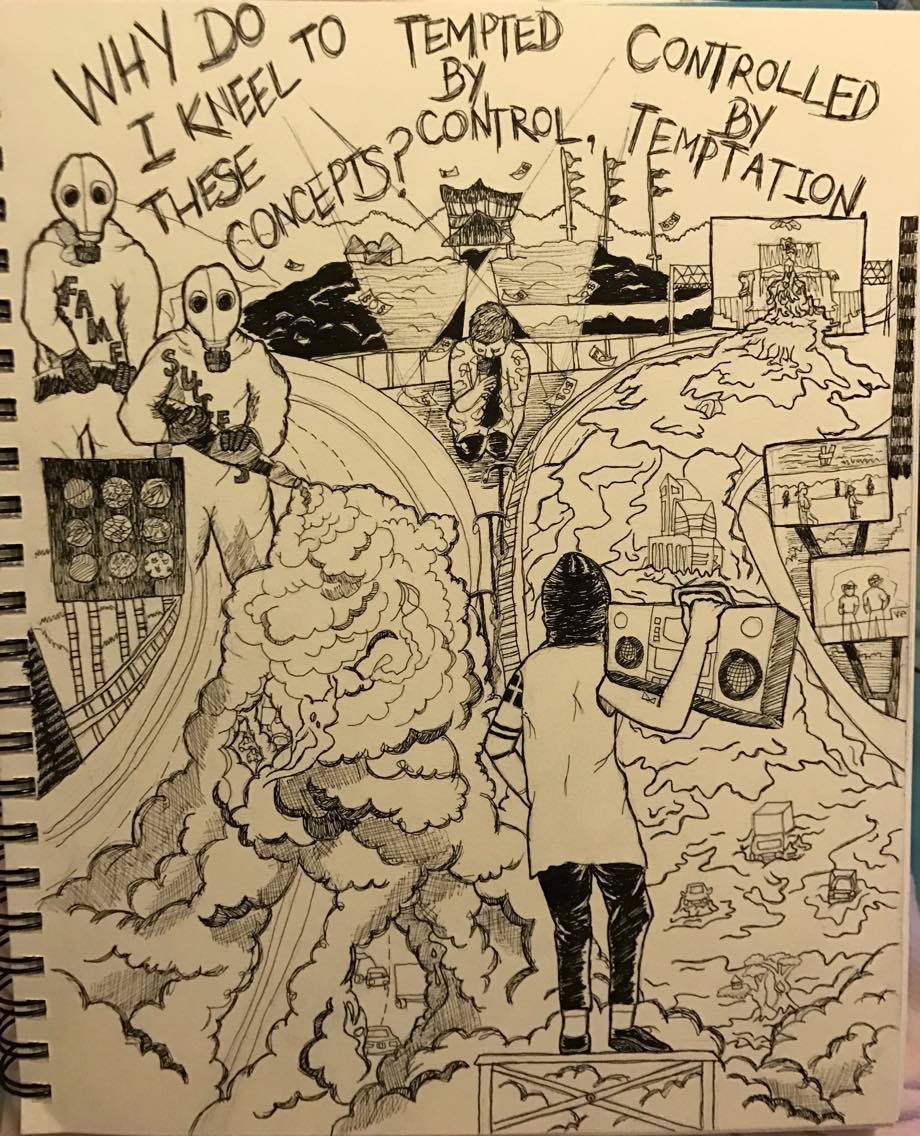 WHY DO
I KNEEL TO
THESE
CONCEPTS?
TEMPTED
BY
CONTROL,
CONTROLLED
BY
TEMPTATION
FAME
SUCCESS